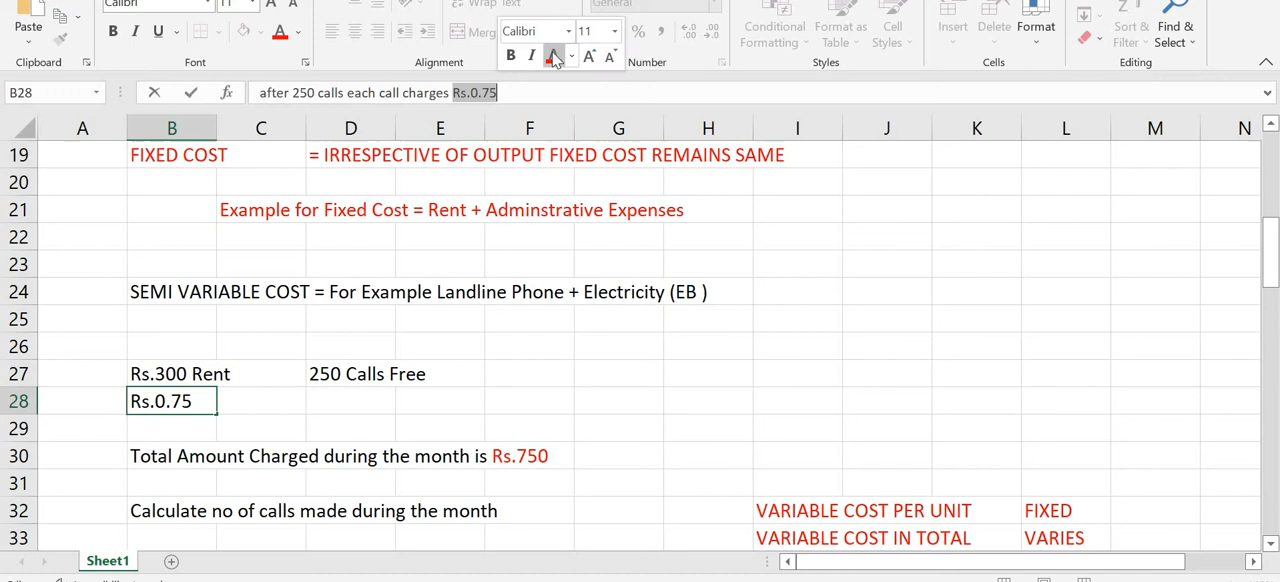 Calibri 11 A A Wrap Text General
Paste B I U A Merg Calibri 11 % , Conditional Format as Cell Insert Delete Format Sort & Find &
Formatting Table Styles Filter Select
B I A A A
Clipboard Font Alignment Number Styles Cells Editing
B28 fx after 250 calls each call charges Rs.0.75
A B C D E F G H I J K L M N
19 FIXED COST = IRRESPECTIVE OF OUTPUT FIXED COST REMAINS SAME
20
21 Example for Fixed Cost = Rent + Adminstrative Expenses
22
23
24 SEMI VARIABLE COST = For Example Landline Phone + Electricity (EB )
25
26
27 Rs.300 Rent 250 Calls Free
28 Rs.0.75
29
30 Total Amount Charged during the month is Rs.750
31
32 Calculate no of calls made during the month VARIABLE COST PER UNIT FIXED
33 VARIABLE COST IN TOTAL VARIES
Sheet1